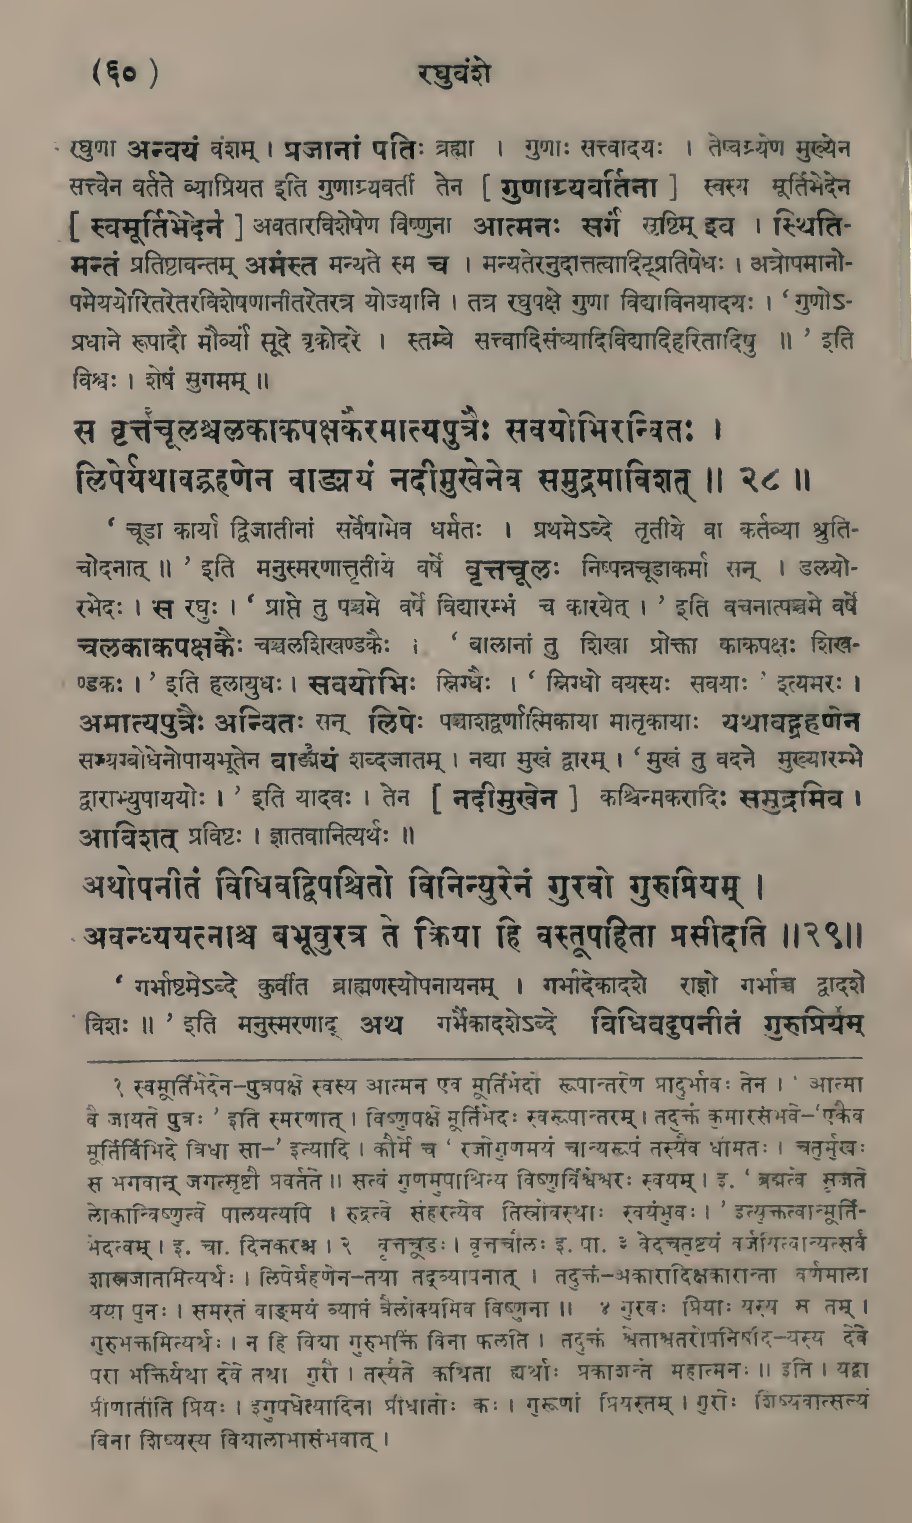 (६०) रघुवंशे
रघुणा अन्वयं वंशम् । प्रजानां पतिः ब्रह्मा । गुणाः सत्त्वादयः । तेष्वग्र्येण मुख्येन
सत्त्वेन वर्तते व्याप्रियत इति गुणाग्र्यवर्ती तेन [ गुणाग्र्यवर्तिना ] स्वस्य मूर्तिभेदेन
[ स्वमूर्तिभेदेन१ ] अवतारविशेषेण विष्णुना आत्मनः सर्गं सृष्टिम् इव । स्थिति-
मन्तं प्रतिष्ठावन्तम् अमंस्त मन्यते स्म च । मन्यतेरनुदात्तत्वादिट्प्रतिषेधः । अत्रोपमानो-
पमेययोरितरेतरविशेषणानीतरेतरत्र योज्यानि । तत्र रघुपक्षे गुणा विद्याविनयादयः । ‘ गुणोऽ-
प्रधाने रूपादौ मौर्व्यां सूदे वृकोदरे । स्तम्बे सत्त्वादिसंध्यादिविद्यादिहरितादिषु ॥ ’ इति
विश्वः । शेषं सुगमम् ॥
स वृत्तचूलश्चलकाकपक्षकैरमात्यपुत्रैः सवयोभिरन्वितः ।
लिपेर्यथावद्ग्रहणेन वाङ्मयं नदीमुखेनेव समुद्रमाविशत् ॥ २८ ॥
‘ चूडा कार्या द्विजातीनां सर्वेषामेव धर्मतः । प्रथमेऽब्दे तृतीये वा कर्तव्या श्रुति-
चोदनात् ॥ ’ इति मनुस्मरणात्तृतीये वर्षे वृत्तचूलः निष्पन्नचूडाकर्मा सन् । डलयो-
रभेदः । स रघुः । ‘ प्राप्ते तु पञ्चमे वर्षे विद्यारम्भं च कारयेत् । ’ इति वचनात्पञ्चमे वर्षे
चलकाकपक्षकैः चञ्चलशिखण्डकैः । ‘ बालानां तु शिखा प्रोक्ता काकपक्षः शिख-
ण्डकः । ’ इति हलायुधः । सवयोभिः स्निग्धैः । ‘ स्निग्धो वयस्यः सवयाः ’ इत्यमरः ।
अमात्यपुत्रैः अन्वितः सन् लिपेः पञ्चाशद्वर्णात्मिकाया मातृकायाः यथावद्ग्रहणेन
सम्यग्बोधेनोपायभूतेन वाङ्मयं शब्दजातम् । नद्या मुखं द्वारम् । ‘ मुखं तु वदने मुख्यारम्भे
द्वाराभ्युपाययोः । ’ इति यादवः । तेन [ नदीमुखेन ] कश्चिन्मकरादिः समुद्रमिव ।
आविशत् प्रविष्टः । ज्ञातवानित्यर्थः ॥
अथोपनीतं विधिवद्विपश्चितो विनिन्युरेनं गुरवो गुरुप्रियम् ।
अवन्ध्ययत्नाश्च बभूवुरत्र ते क्रिया हि वस्तूपहिता प्रसीदति ॥२९॥
‘ गर्भाष्टमेऽब्दे कुर्वीत ब्राह्मणस्योपनायनम् । गर्भादेकादशे राज्ञो गर्भाच्च द्वादशे
विशः ॥ ’ इति मनुस्मरणाद् अथ गर्भैकादशेऽब्दे विधिवदुपनीतं गुरुप्रियम्
१ स्वमूर्तिभेदेन–पुत्रपक्षे स्वस्य आत्मन एव मूर्तिभेदो रूपान्तरेण प्रादुर्भावः तेन । ‘ आत्मा
वै जायते पुत्रः ’ इति स्मरणात् । विष्णुपक्षे मूर्तिभेदः स्वरूपान्तरम् । तदुक्तं कुमारसंभवे–‘एकैव
मूर्तिर्बिभिदे त्रिधा सा–’ इत्यादि । कौर्मे च ‘ रजोगुणमयं चान्यरूपं तस्यैव धीमतः । चतुर्मुखः
स भगवान् जगत्सृष्टौ प्रवर्तते ॥ सत्वं गुणमुपाश्रित्य विष्णुर्विश्वेश्वरः स्वयम् । इ. ‘ ब्रह्मत्वे सृजते
लोकान्विष्णुत्वे पालयत्यपि । रुद्रत्वे संहरत्येव तिस्रोवस्थाः स्वयंभुवः । ’ इत्युक्तत्वान्मूर्ति-
भेदत्वम् । इ. चा. दिनकरश्च । २ वृत्तचूडः । वृत्तचौलः इ. पा. ३ वेदचतुष्टयं वर्जयित्वान्यत्सर्वं
शास्त्रजातामित्यर्थः । लिपेर्ग्रहणेन–तया तद्व्यापनात् । तदुक्तं–अकारादिक्षकारान्ता वर्णमाला
यया पुनः । समस्तं वाङ्मयं व्याप्तं त्रैलोक्यमिव विष्णुना ॥ ४ गुरवः प्रियाः यस्य स तम् ।
गुरुभक्तमित्यर्थः । न हि विद्या गुरुभक्तिं विना फलति । तदुक्तं श्वेताश्वतरोपनिषदि–यस्य देवे
परा भक्तिर्यथा देवे तथा गुरौ । तस्यैते कथिता ह्यर्थाः प्रकाशन्ते महात्मनः ॥ इति । यद्वा
प्रीणातीति प्रियः । इगुपधेत्यादिना प्रीधातोः कः । गुरूणां प्रियस्तम् । गुरोः शिष्यवात्सल्यं
विना शिष्यस्य विद्यालाभासंभवात् ।